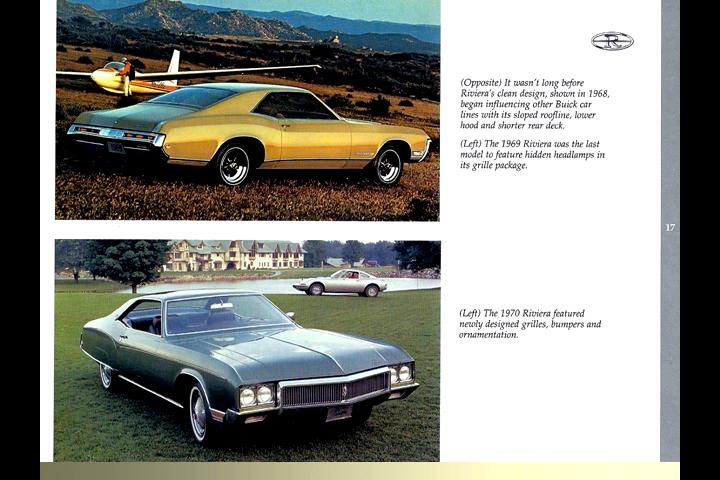 R
(Opposite) It wasn't long before
Riviera's clean design, shown in 1968,
began influencing other Buick car
lines with its sloped roofline, lower
hood and shorter rear deck.
(Left) The 1969 Riviera was the last
model to feature hidden headlamps in
its grille package.
1969
17
(Left) The 1970 Riviera featured
newly designed grilles, bumpers and
ornamentation.